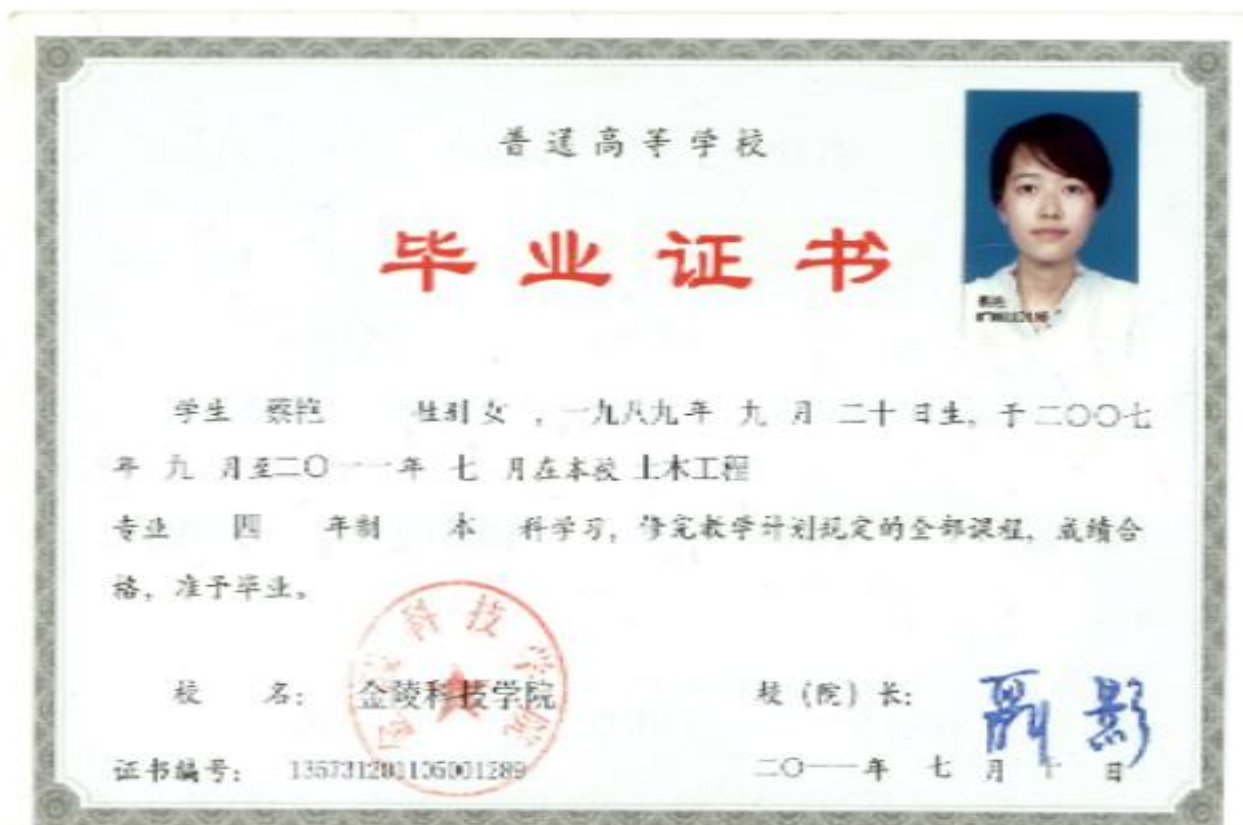 普通高等学校
毕业证书
学生 蔡艳 性别 女 , 一九八九年 九 月 二十 日生, 于二〇〇七
年 九 月至二〇一一年 七 月在本校 土木工程
专业 四 年制 本 科学习, 修完教学计划规定的全部课程, 成绩合
格, 准予毕业。
校 名: 金陵科技学院
校 (院) 长:
证书编号: 135731201105001289
二〇一一年 七 月 十 日